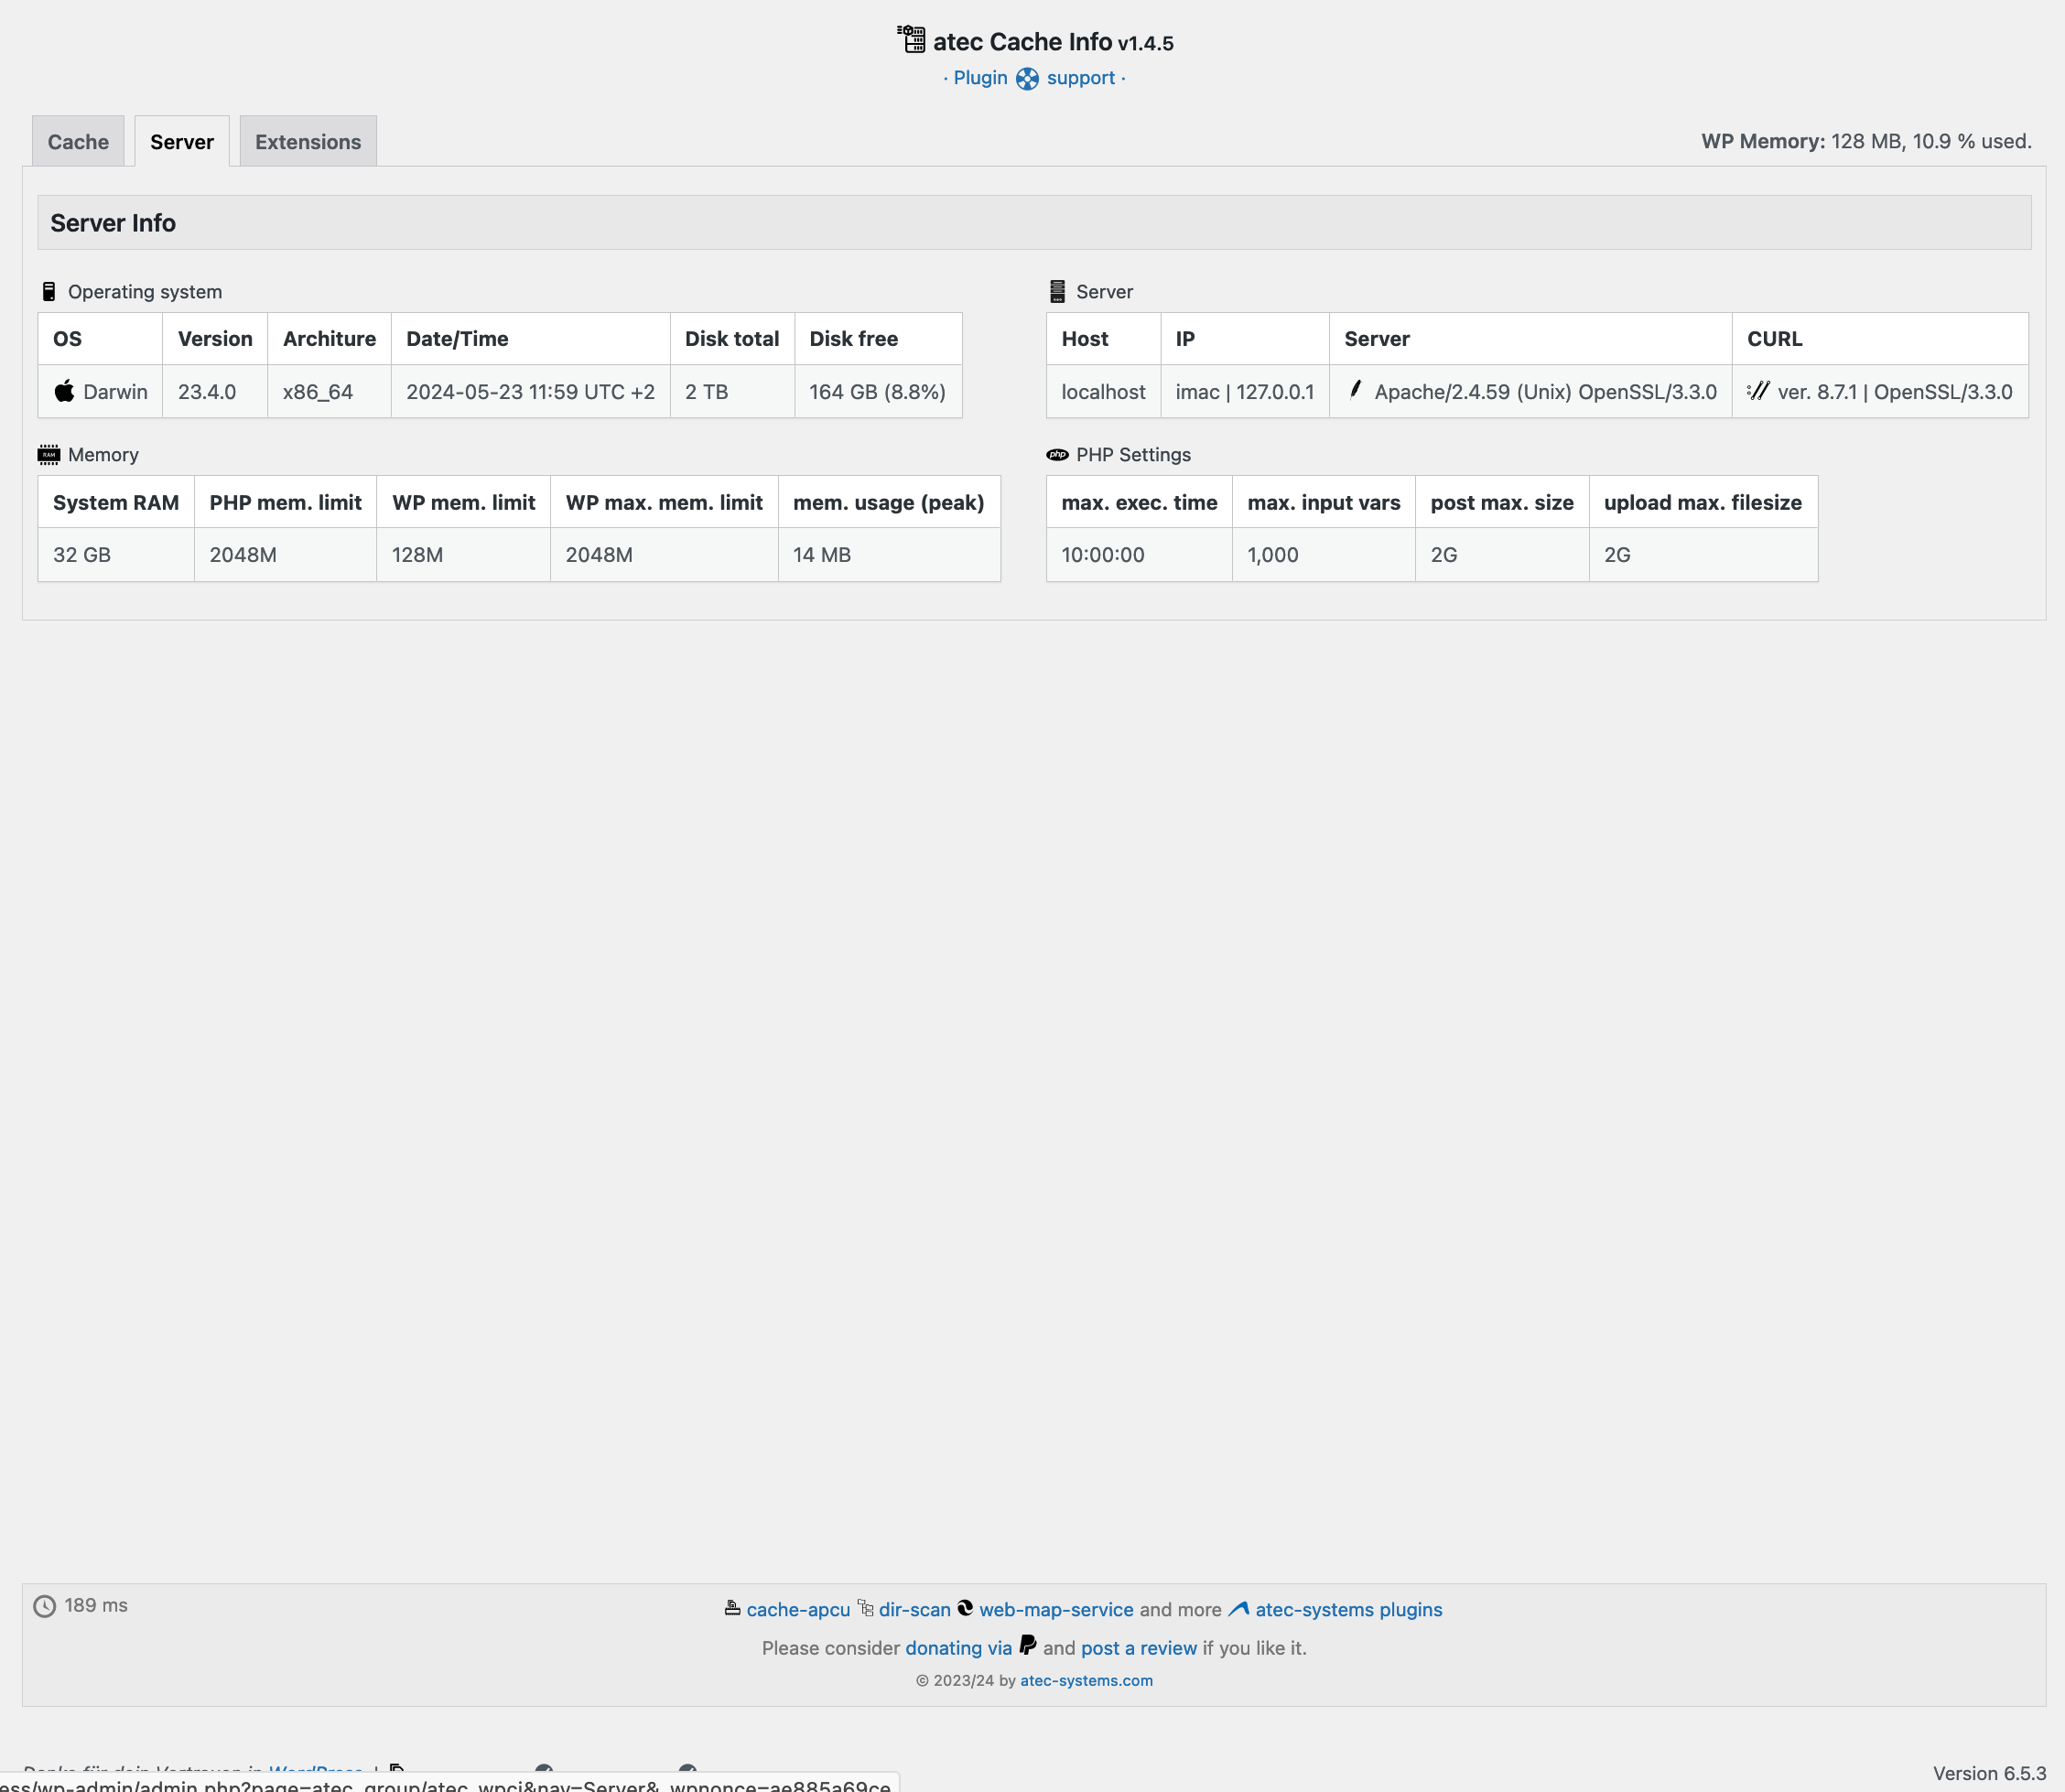 atec Cache Info v1.4.5
· Plugin support ·
Cache Server Extensions WP Memory: 128 MB, 10.9 % used.
Server Info
Operating system
OS Version Architure Date/Time Disk total Disk free
Darwin 23.4.0 x86_64 2024-05-23 11:59 UTC +2 2 TB 164 GB (8.8%)
Server
Host IP Server CURL
localhost imac | 127.0.0.1 Apache/2.4.59 (Unix) OpenSSL/3.3.0 ver. 8.7.1 | OpenSSL/3.3.0
RAM Memory
System RAM PHP mem. limit WP mem. limit WP max. mem. limit mem. usage (peak)
32 GB 2048M 128M 2048M 14 MB
php PHP Settings
max. exec. time max. input vars post max. size upload max. filesize
10:00:00 1,000 2G 2G
189 ms
cache-apcu dir-scan web-map-service and more atec-systems plugins
Please consider donating via and post a review if you like it.
© 2023/24 by atec-systems.com
Danke für dein Vertrauen in WordPress |
Version 6.5.3
ess/wp-admin/admin.php?page=atec_group/atec_wpci&nav=Server&_wpnonce=ae885a69ce